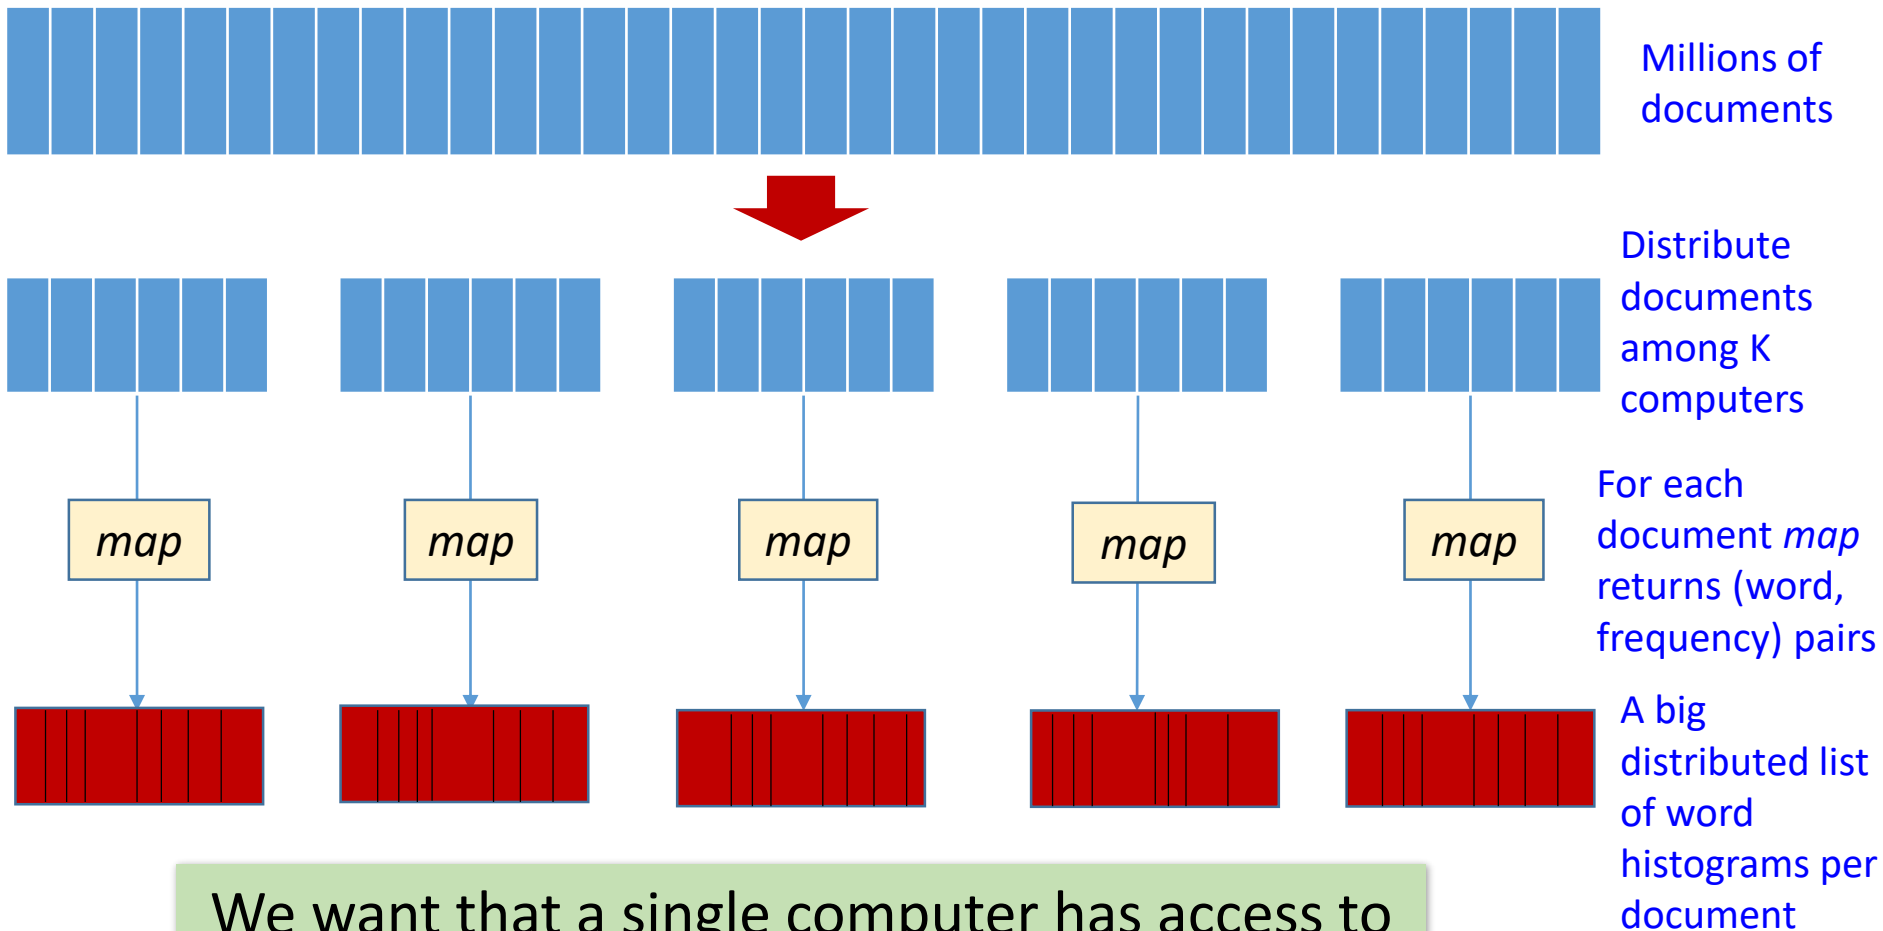 Millions of
documents
Distribute
documents
among K
computers
map
map
map
map
map
For each
document map
returns (word,
frequency) pairs
A big
distributed list
of word
histograms per
document
We want that a single computer has access to